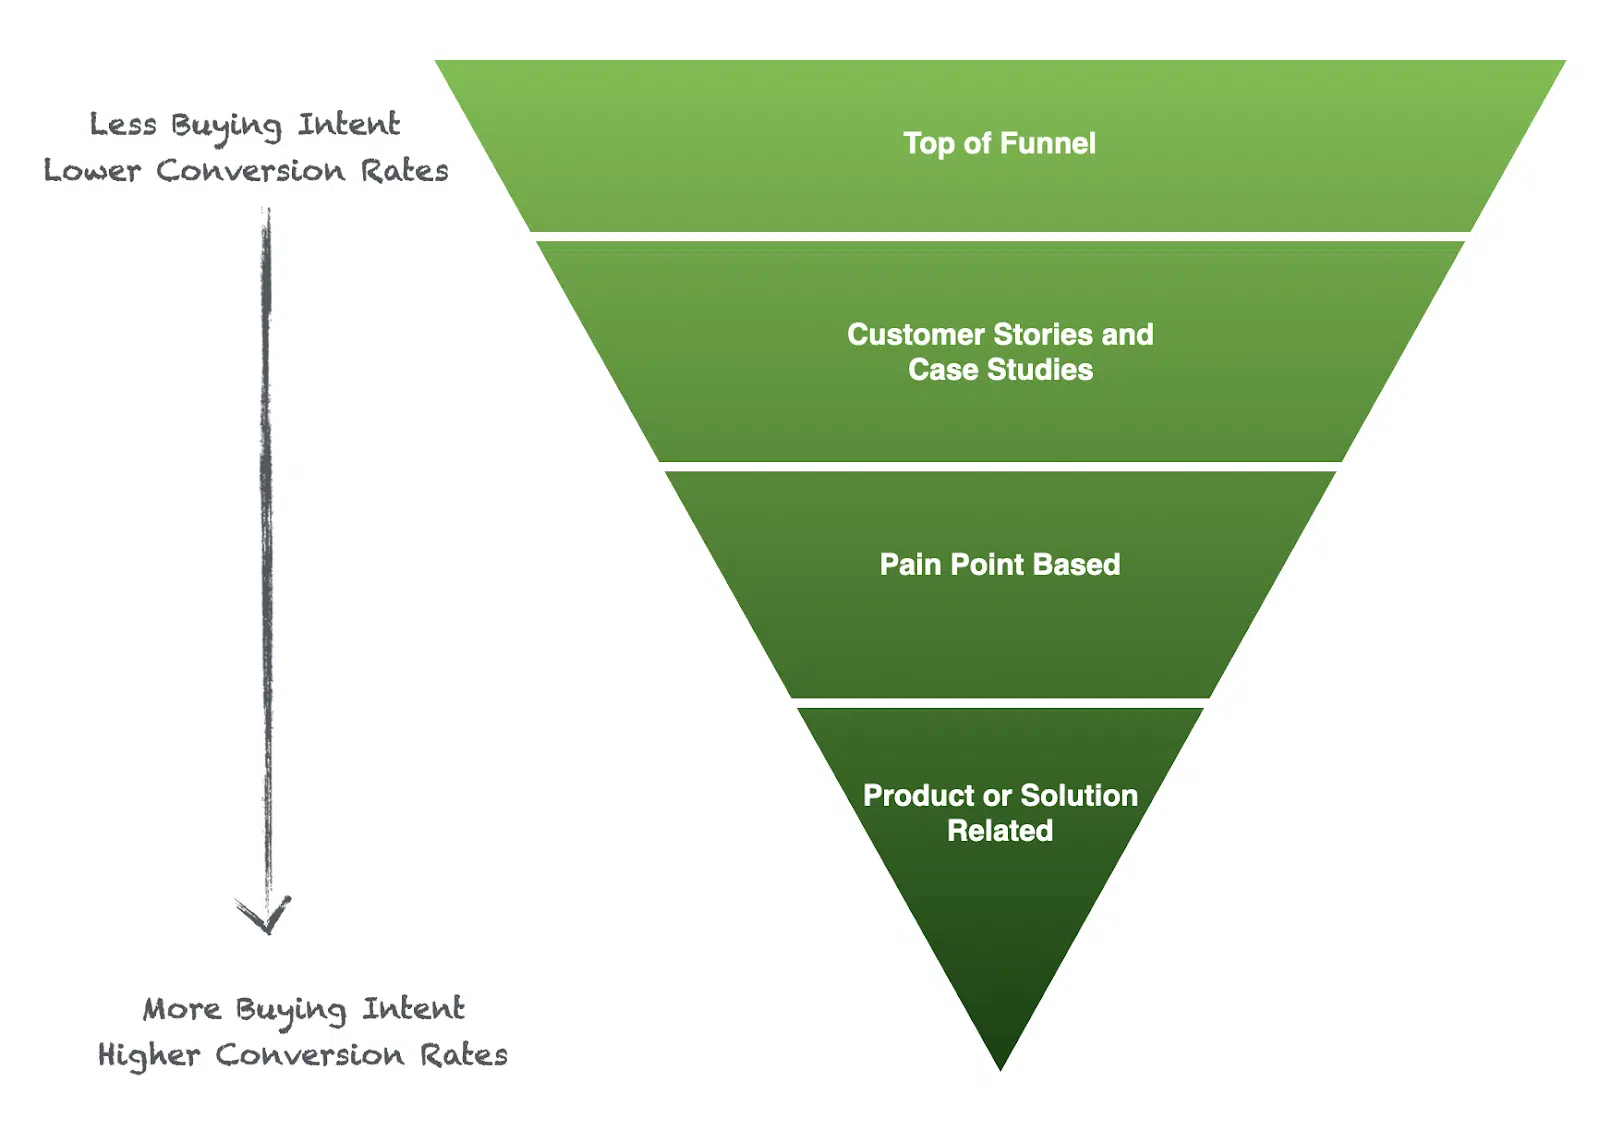 Less Buying Intent
Lower Conversion Rates
Top of Funnel
Customer Stories and
Case Studies
Pain Point Based
Product or Solution
Related
More Buying Intent
Higher Conversion Rates